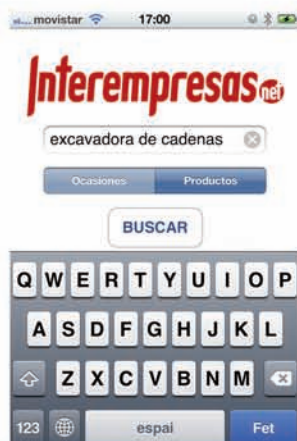 movistar 17:00
Interempresas.net
excavadora de cadenas
Ocasiones Productos
BUSCAR
Q W E R T Y U I O P
A S D F G H J K L
Z X C V B N M
123 espai Fet